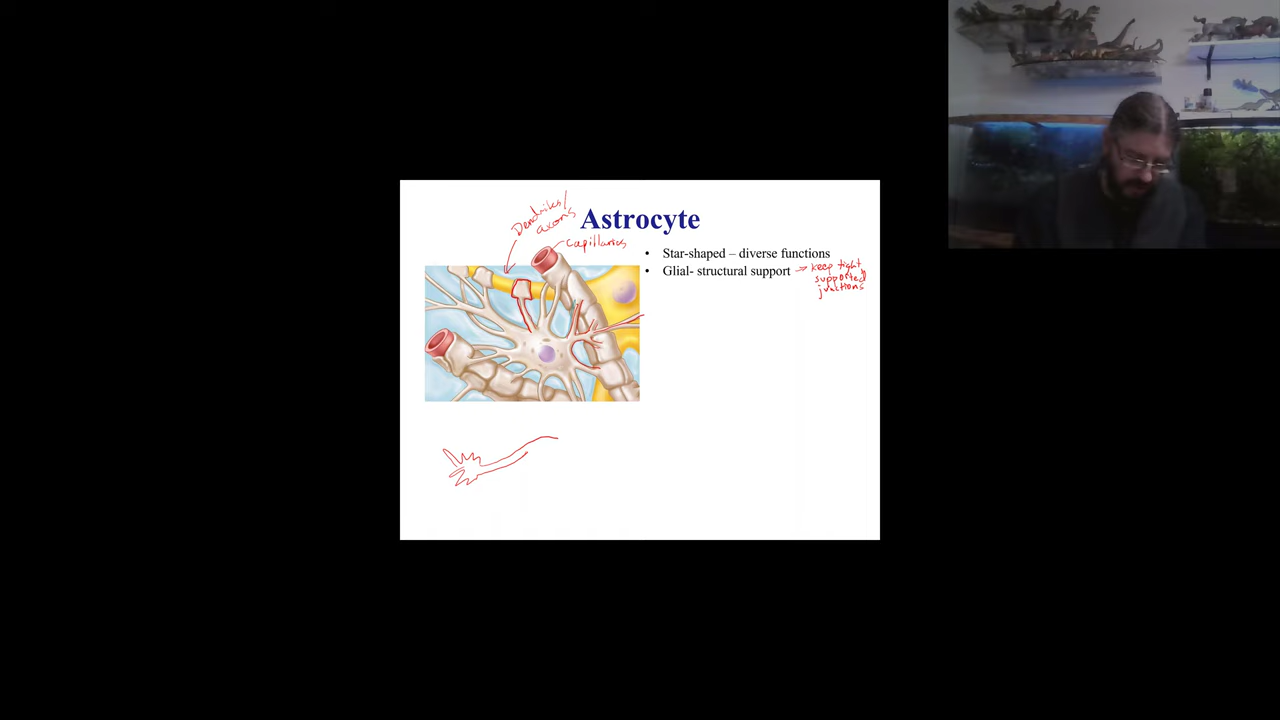 Dendrites/
axons
Astrocyte
Capillaries
• Star-shaped – diverse functions
• Glial- structural support → keep tight
supported
junctions